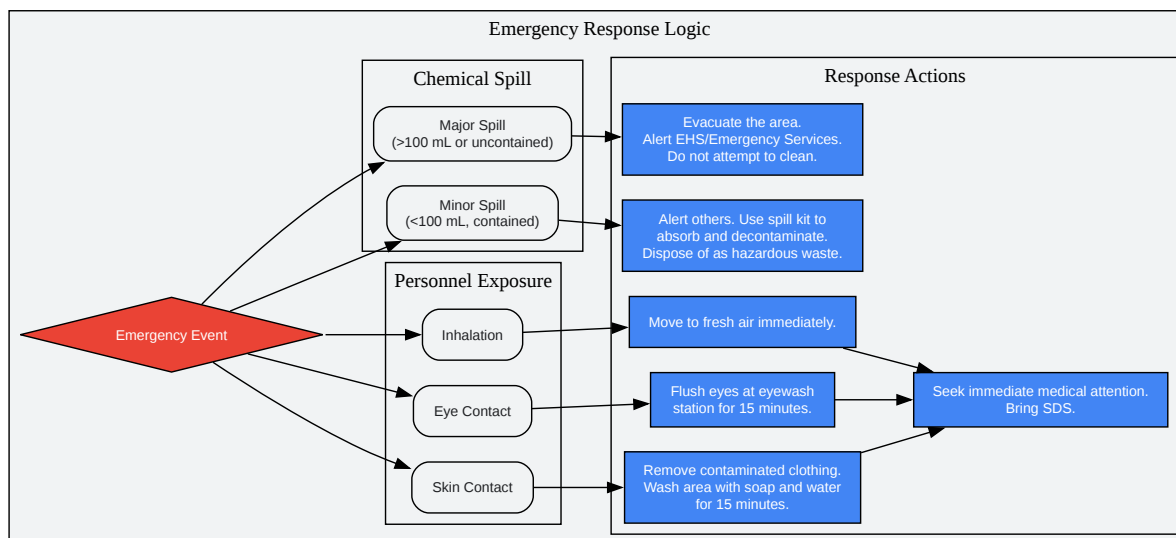 Emergency Response Logic
Chemical Spill
Major Spill
(>100 mL or uncontained)
Minor Spill
(<100 mL, contained)
Personnel Exposure
Inhalation
Eye Contact
Skin Contact
Emergency Event
Response Actions
Evacuate the area.
Alert EHS/Emergency Services.
Do not attempt to clean.
Alert others. Use spill kit to
absorb and decontaminate.
Dispose of as hazardous waste.
Move to fresh air immediately.
Flush eyes at eyewash
station for 15 minutes.
Remove contaminated clothing.
Wash area with soap and water
for 15 minutes.
Seek immediate medical attention.
Bring SDS.